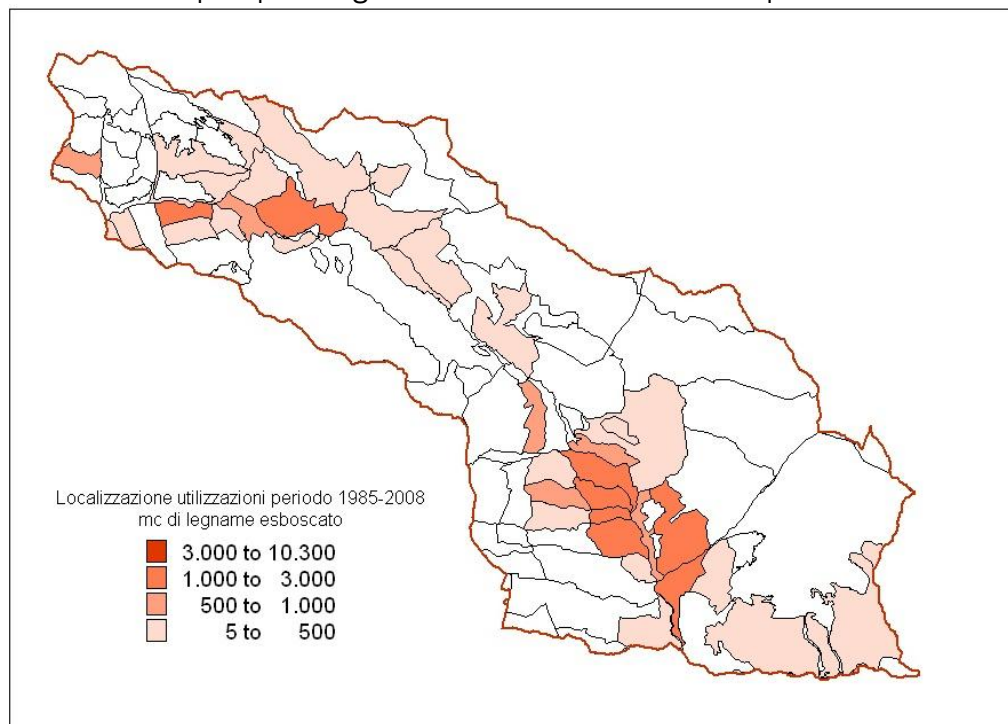 Localizzazione utilizzazioni periodo 1985-2008
mc di legname esboscato
3.000 to 10.300
1.000 to 3.000
500 to 1.000
5 to 500